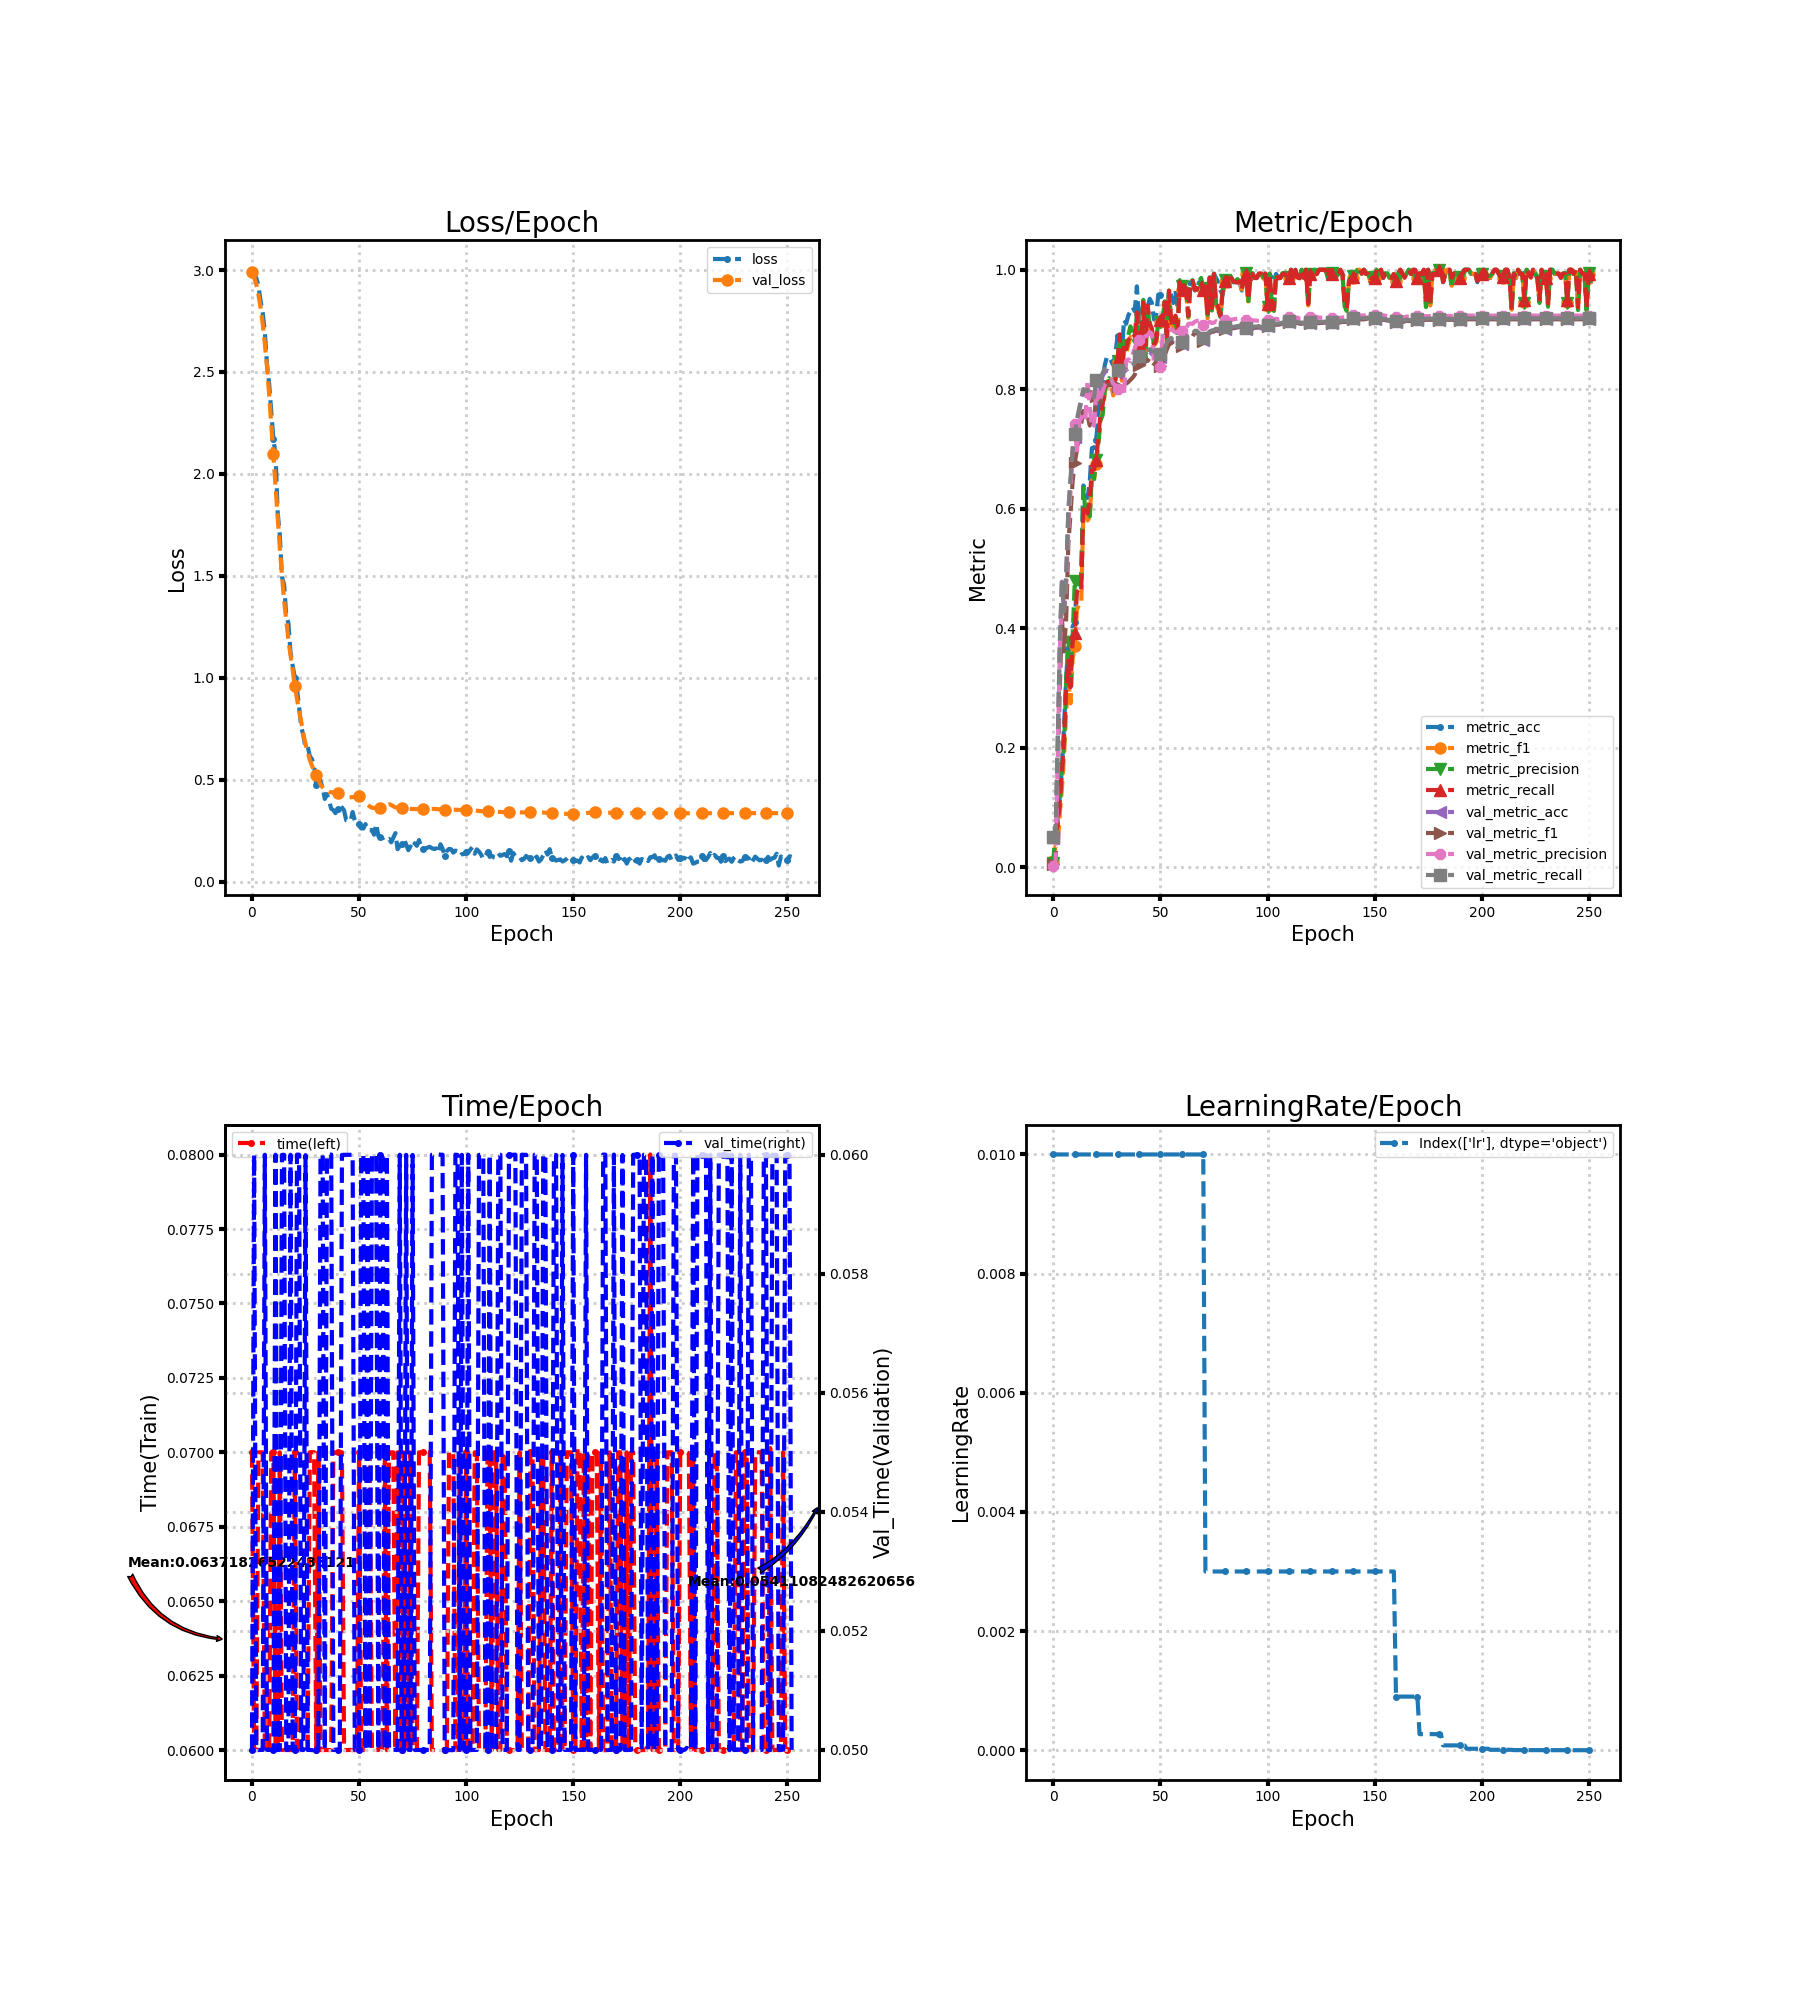 Loss/Epoch
3.0
2.5
2.0
1.5
1.0
0.5
0.0
Loss
0
50
100
150
200
250
Epoch
loss
val_loss
Metric/Epoch
1.0
0.8
0.6
0.4
0.2
0.0
Metric
0
50
100
150
200
250
Epoch
metric_acc
metric_f1
metric_precision
metric_recall
val_metric_acc
val_metric_f1
val_metric_precision
val_metric_recall
Time/Epoch
time(left)
val_time(right)
0.0800
0.0775
0.0750
0.0725
0.0700
0.0675
0.0650
0.0625
0.0600
Time(Train)
0.060
0.058
0.056
0.054
0.052
0.050
Val_Time(Validation)
Mean:0.05411082482620656
0
50
100
150
200
250
Epoch
LearningRate/Epoch
Index(['lr'], dtype='object')
0.010
0.008
0.006
0.004
0.002
0.000
LearningRate
0
50
100
150
200
250
Epoch